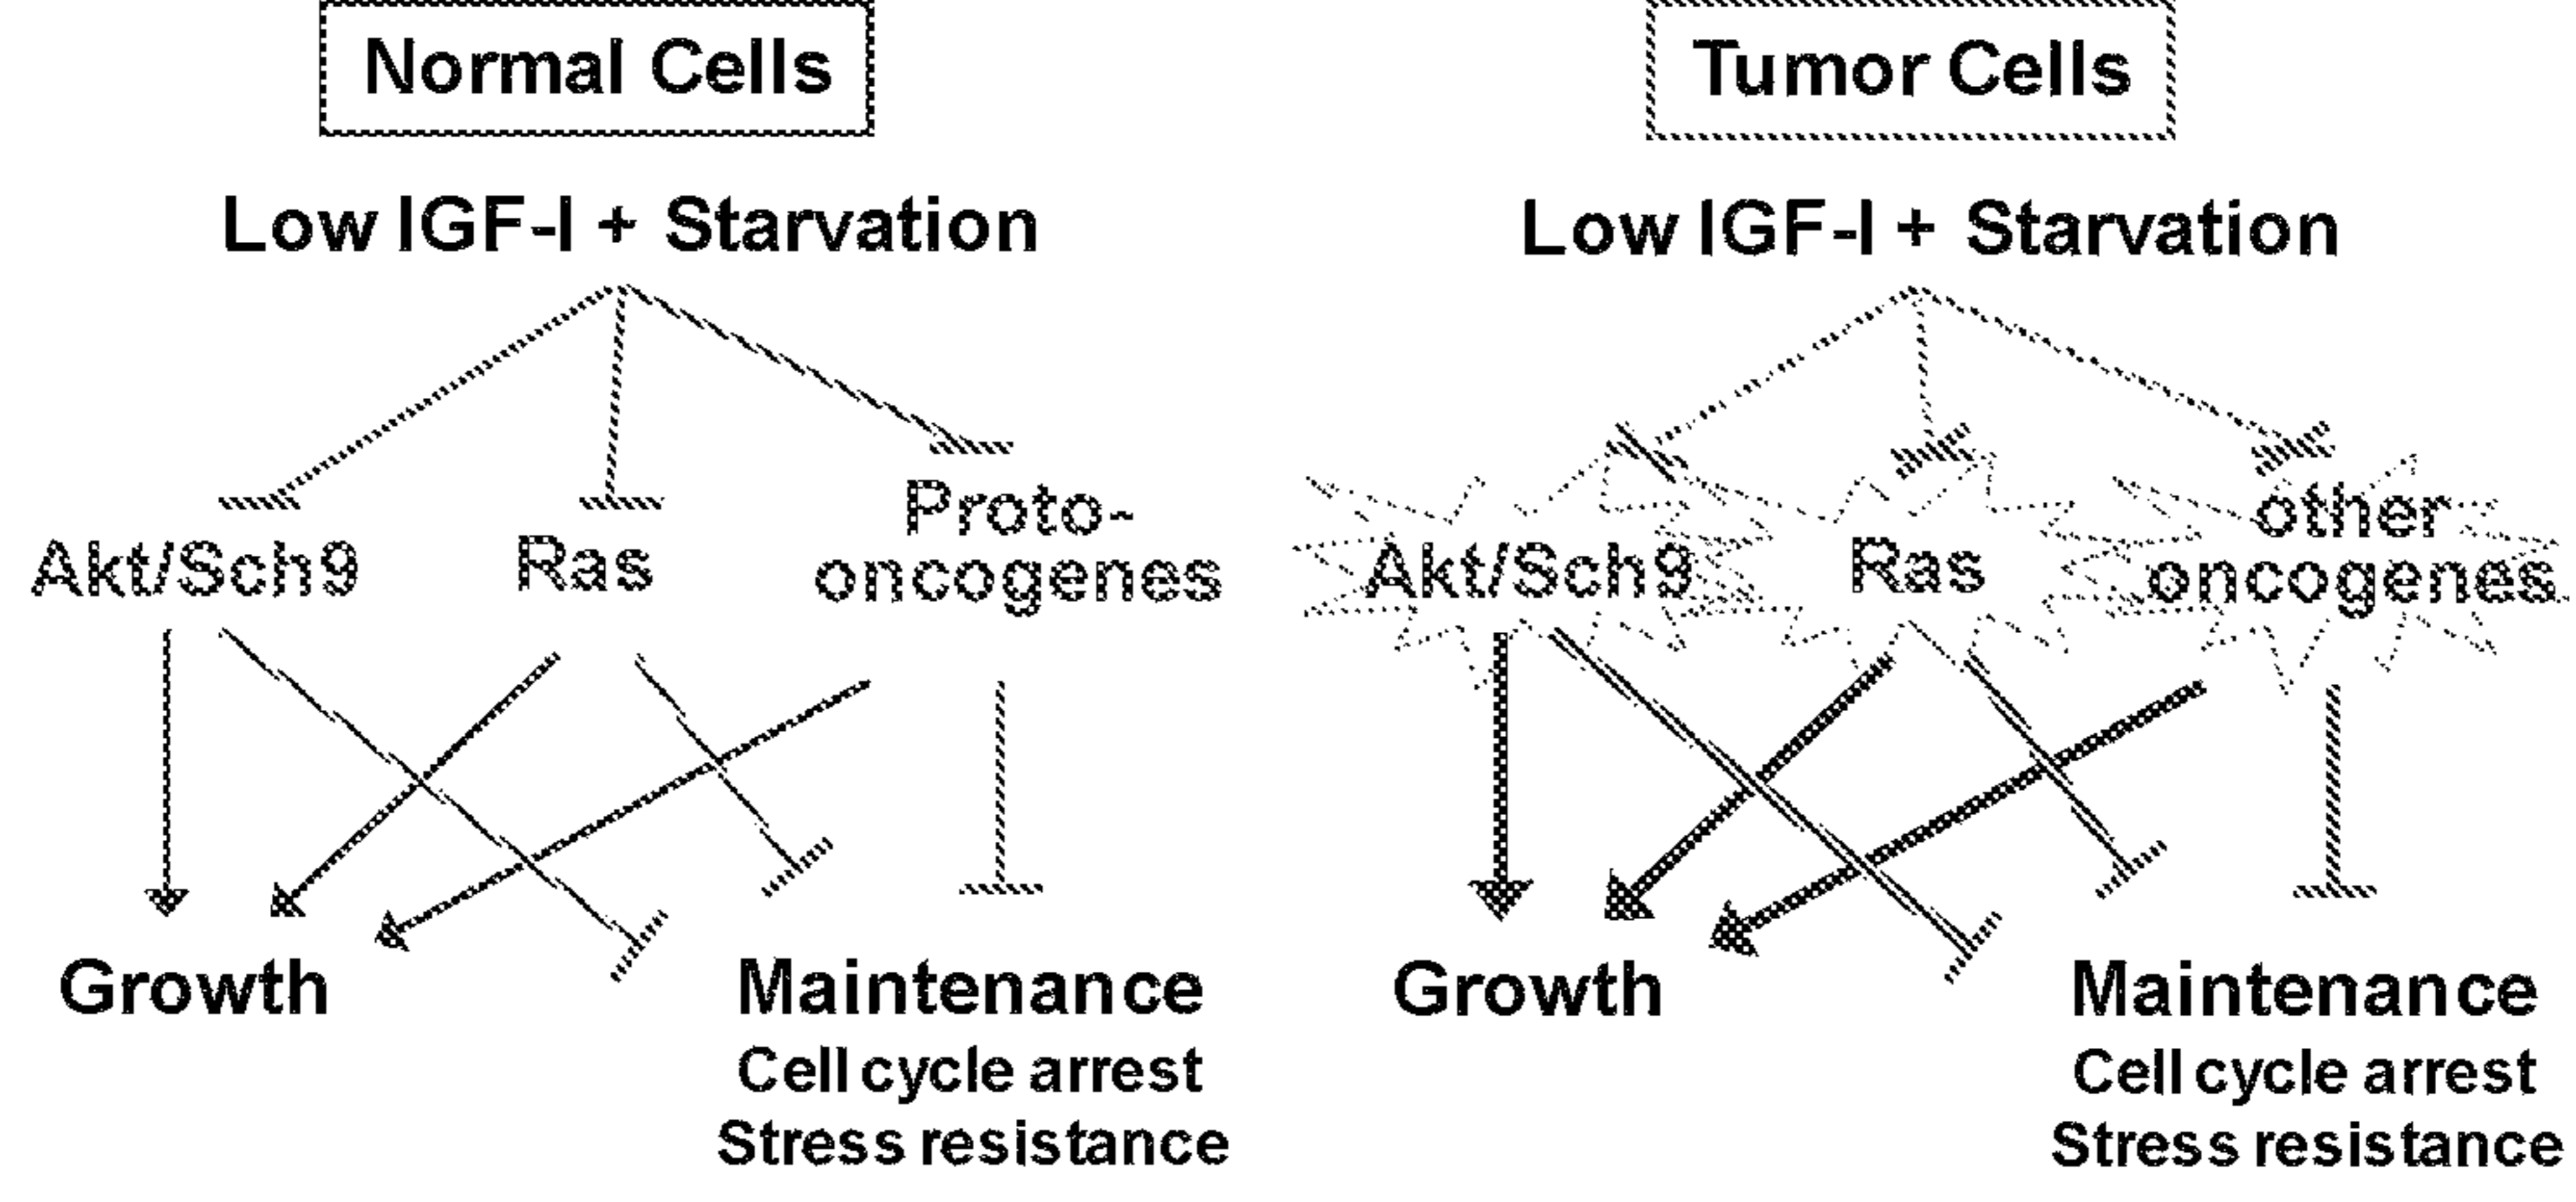 Normal Cells
Low IGF-I + Starvation
Akt/Sch9
Ras
Proto-
oncogenes
Growth
Maintenance
Cell cycle arrest
Stress resistance
Tumor Cells
Low IGF-I + Starvation
Akt/Sch9
Ras
other
oncogenes
Growth
Maintenance
Cell cycle arrest
Stress resistance